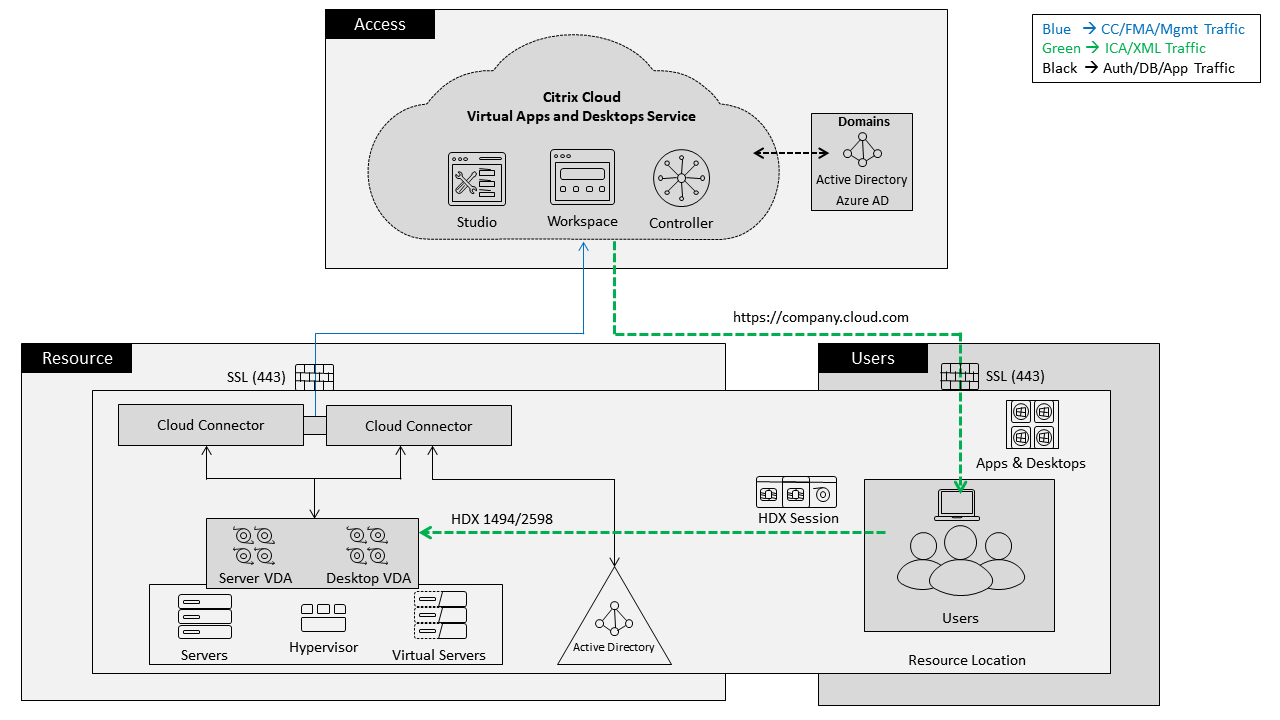 Access
Blue → CC/FMA/Mgmt Traffic
Green → ICA/XML Traffic
Black → Auth/DB/App Traffic
Citrix Cloud
Virtual Apps and Desktops Service
Studio
Workspace
Controller
Domains
Active Directory
Azure AD
https://company.cloud.com
Resource
SSL (443)
Users
SSL (443)
Cloud Connector
Cloud Connector
Apps & Desktops
HDX Session
HDX 1494/2598
Server VDA
Desktop VDA
Servers
Hypervisor
Virtual Servers
Active Directory
Users
Resource Location